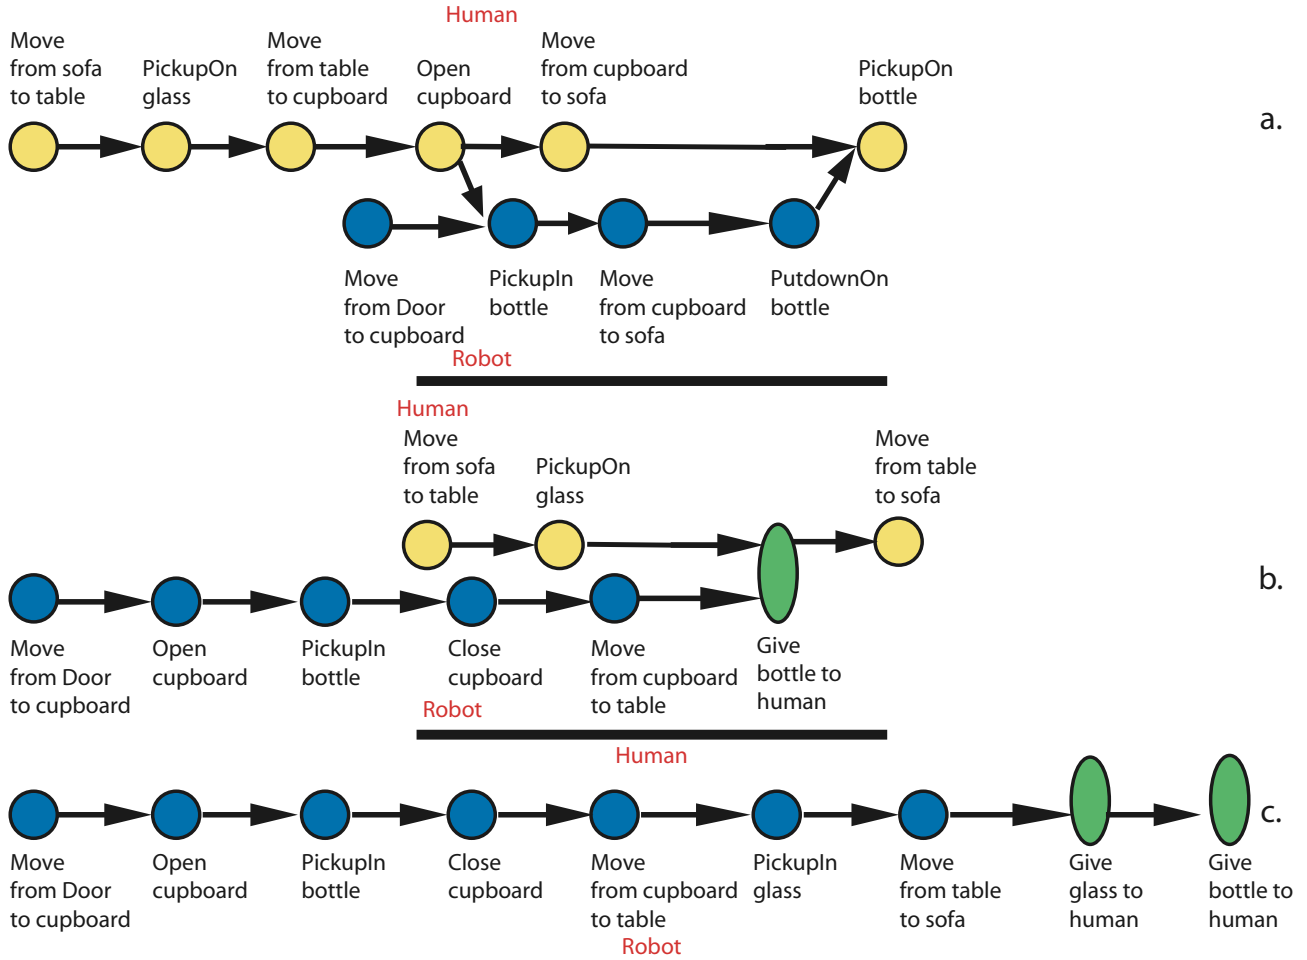 Human
Move
from sofa
to table
PickupOn
glass
Move
from table
to cupboard
Open
cupboard
Move
from cupboard
to sofa
PickupOn
bottle
a.
Move
from Door
to cupboard
PickupIn
bottle
Move
from cupboard
to sofa
PutdownOn
bottle
Robot
Human
Move
from sofa
to table
PickupOn
glass
Move
from table
to sofa
b.
Move
from Door
to cupboard
Open
cupboard
PickupIn
bottle
Close
cupboard
Move
from cupboard
to table
Give
bottle to
human
Robot
Human
c.
Move
from Door
to cupboard
Open
cupboard
PickupIn
bottle
Close
cupboard
Move
from cupboard
to table
PickupIn
glass
Move
from table
to sofa
Give
glass to
human
Give
bottle to
human
Robot